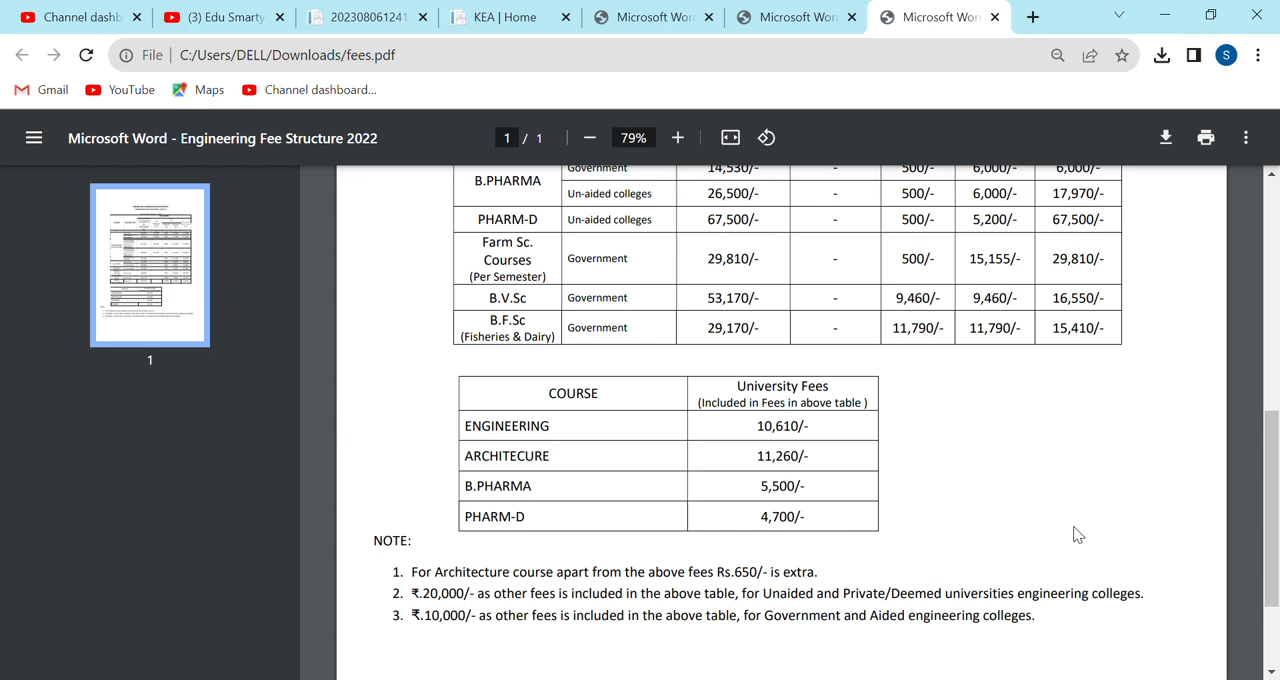 Channel dashb
(3) Edu Smarty
202308061241
KEA | Home
Microsoft Wor
Microsoft Wor
Microsoft Wor
File | C:/Users/DELL/Downloads/fees.pdf
S
Gmail YouTube Maps Channel dashboard...
Microsoft Word - Engineering Fee Structure 2022
1 / 1
79%
B.PHARMA Government 14,530/- - 500/- 6,000/- 6,000/-
Un-aided colleges 26,500/- - 500/- 6,000/- 17,970/-
PHARM-D Un-aided colleges 67,500/- - 500/- 5,200/- 67,500/-
Farm Sc.
Courses
(Per Semester) Government 29,810/- - 500/- 15,155/- 29,810/-
B.V.Sc Government 53,170/- - 9,460/- 9,460/- 16,550/-
B.F.Sc
(Fisheries & Dairy) Government 29,170/- - 11,790/- 11,790/- 15,410/-
1
COURSE University Fees
(Included in Fees in above table )
ENGINEERING 10,610/-
ARCHITECURE 11,260/-
B.PHARMA 5,500/-
PHARM-D 4,700/-
NOTE:
1. For Architecture course apart from the above fees Rs.650/- is extra.
2. ₹.20,000/- as other fees is included in the above table, for Unaided and Private/Deemed universities engineering colleges.
3. ₹.10,000/- as other fees is included in the above table, for Government and Aided engineering colleges.